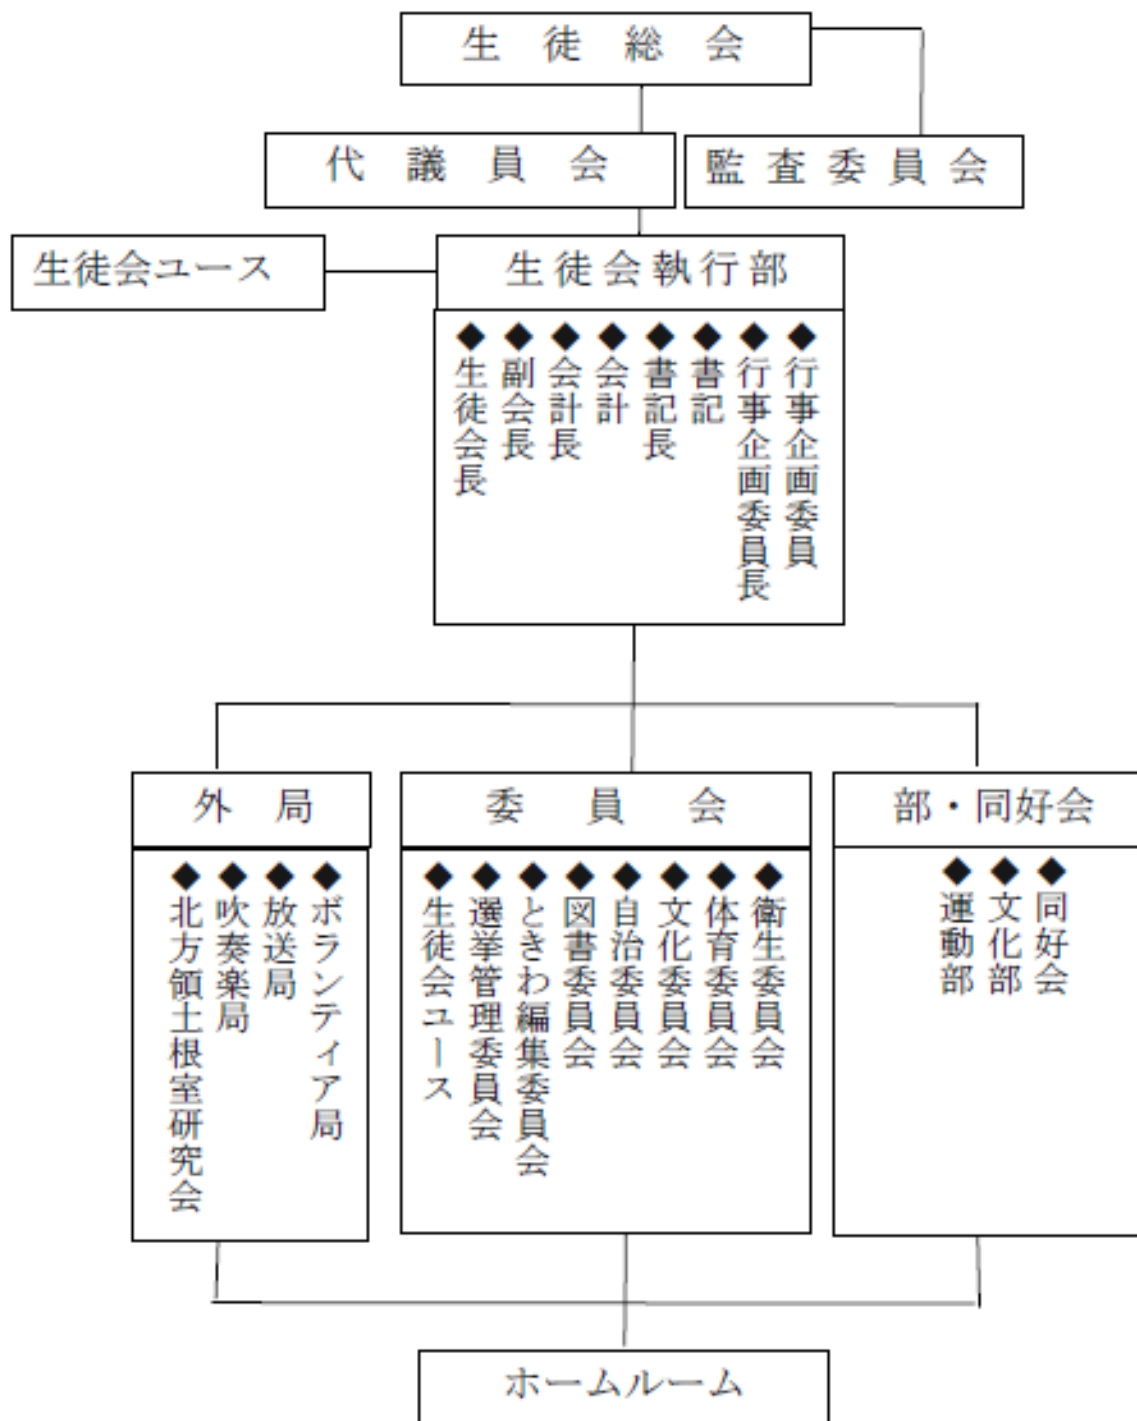 生徒総会
代議員会
監査委員会
生徒会ユース
生徒会執行部
◆生徒会長
◆副会長
◆会計長
◆会計
◆書記長
◆書記
◆行事企画委員長
◆行事企画委員
外局
◆北方領土根室研究会
◆吹奏楽局
◆放送局
◆ボランティア局
委員会
◆生徒会ユース
◆選挙管理委員会
◆ときわ編集委員会
◆図書委員会
◆自治委員会
◆文化委員会
◆体育委員会
◆衛生委員会
部・同好会
◆運動部
◆文化部
◆同好会
ホームルーム